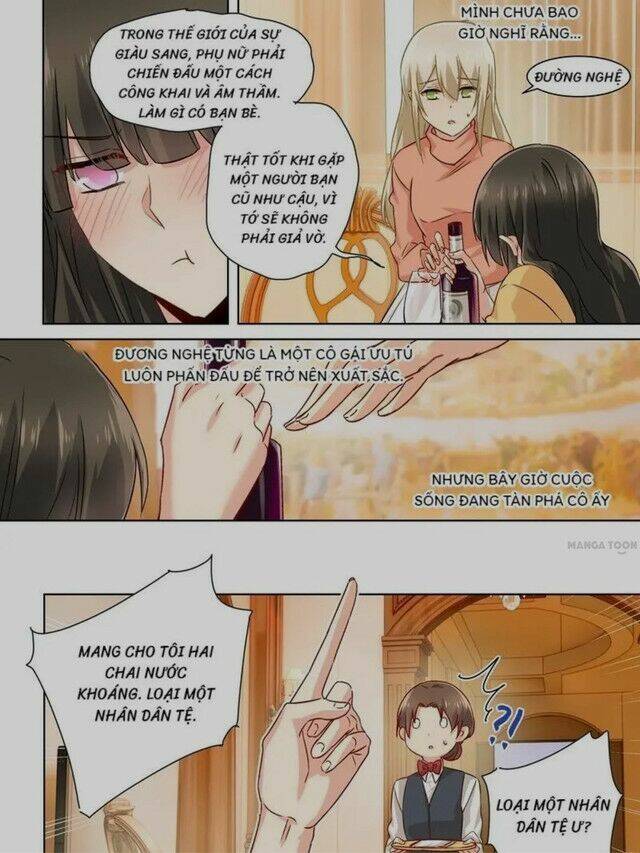 TRONG THẾ GIỚI CỦA SỰ
GIÀU SANG, PHỤ NỮ PHẢI
CHIẾN ĐẤU MỘT CÁCH
CÔNG KHAI VÀ ÂM THẦM.
LÀM GÌ CÓ BẠN BÈ.
THẬT TỐT KHI GẶP
MỘT NGƯỜI BẠN
CŨ NHƯ CẬU, VÌ
TỚ SẼ KHÔNG
PHẢI GIẢ VỜ.
MÌNH CHƯA BAO
GIỜ NGHĨ RẰNG...
ĐƯỜNG NGHỆ
ĐƯƠNG NGHỆ TỪNG LÀ MỘT CÔ GÁI ƯU TÚ
LUÔN PHẤN ĐẤU ĐỂ TRỞ NÊN XUẤT SẮC.
NHƯNG BÂY GIỜ CUỘC
SỐNG ĐANG TÀN PHÁ CÔ ẤY
MANGA TOON
MANG CHO TÔI HAI
CHAI NƯỚC
KHOÁNG. LOẠI MỘT
NHÂN DÂN TỆ.
?!
LOẠI MỘT NHÂN
DÂN TỆ Ư?